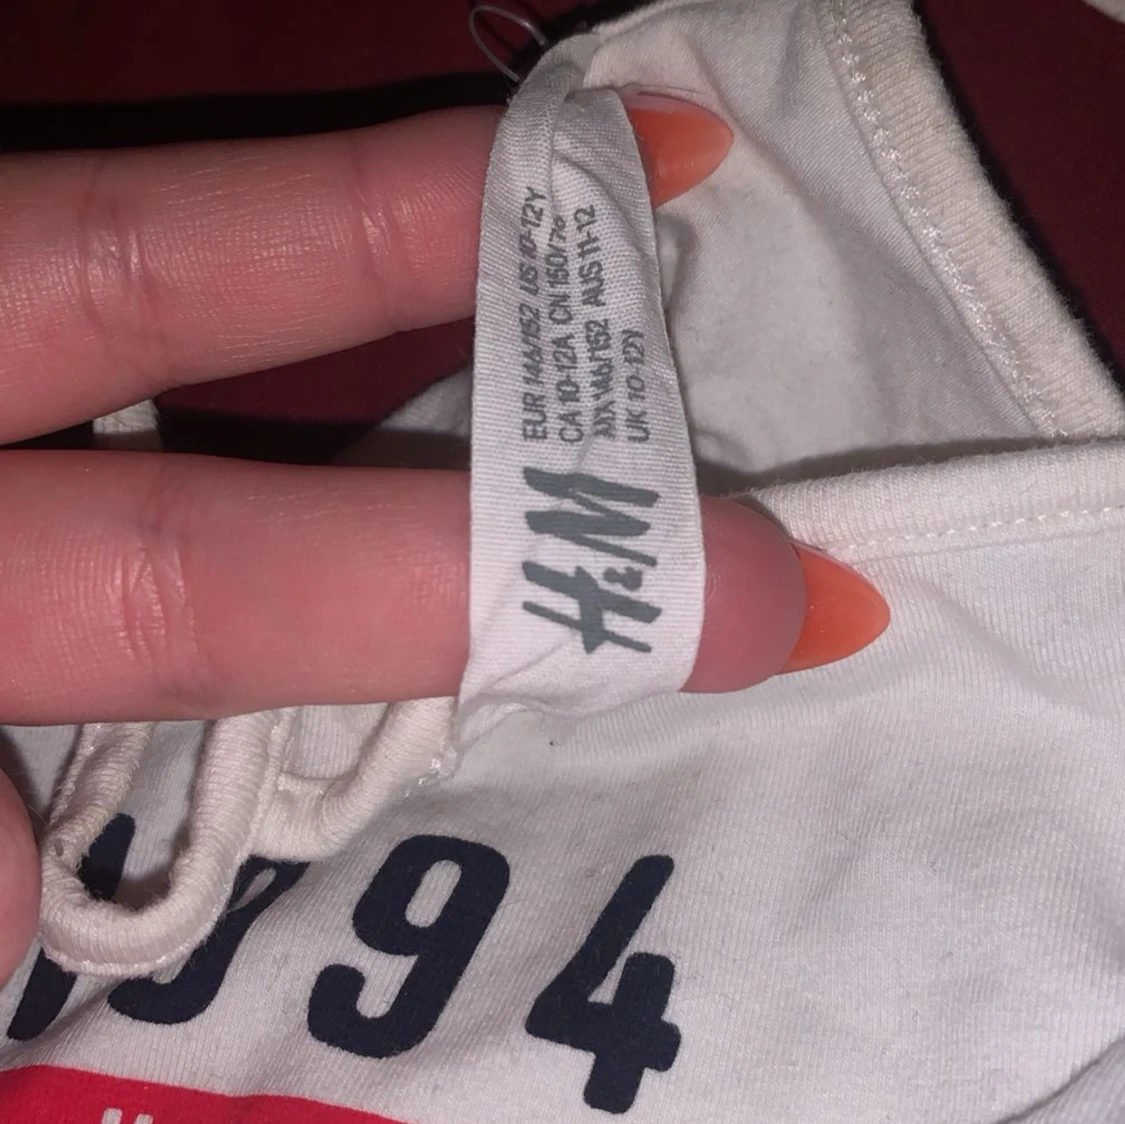 EUR 146/152 US 10-12Y
CA 10-12A CN 150/76
MX 146/152 AUS 11-12
UK 10-12Y
H&M
1994